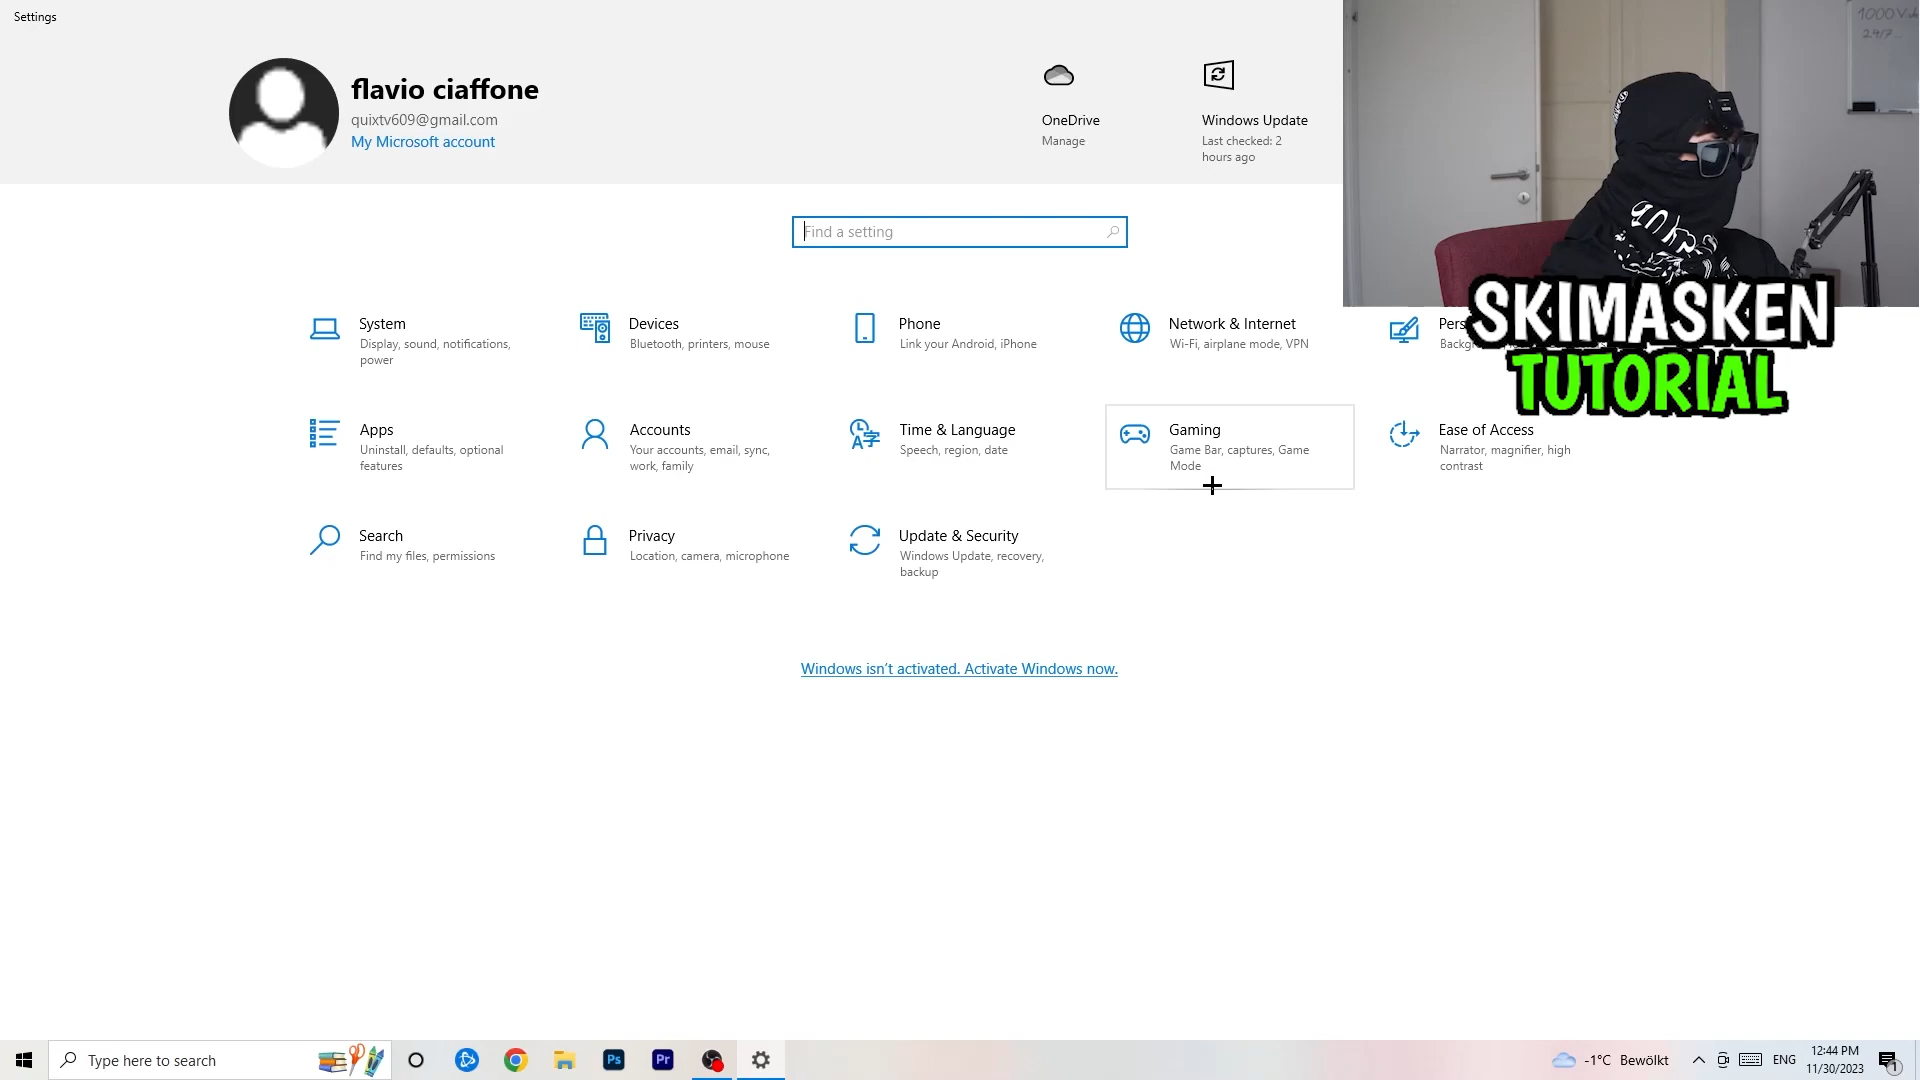 Settings
flavio ciaffone
quixtv609@gmail.com
My Microsoft account
OneDrive
Manage
Windows Update
Last checked: 2
hours ago
24/7
Find a setting
System
Display, sound, notifications,
power
Devices
Bluetooth, printers, mouse
Phone
Link your Android, iPhone
Network & Internet
Wi-Fi, airplane mode, VPN
SKIMASKEN
TUTORIAL
Apps
Uninstall, defaults, optional
features
Accounts
Your accounts, email, sync,
work, family
Time & Language
Speech, region, date
Gaming
Game Bar, captures, Game
Mode
Ease of Access
Narrator, magnifier, high
contrast
Search
Find my files, permissions
Privacy
Location, camera, microphone
Update & Security
Windows Update, recovery,
backup
Windows isn't activated. Activate Windows now.
Type here to search
Ps
Pr
-1°C Bewölkt
ENG
12:44 PM
11/30/2023
1